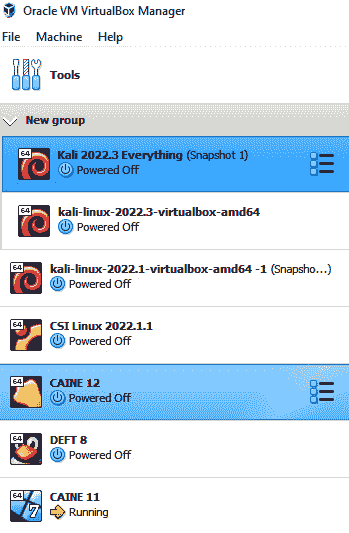 Oracle VM VirtualBox Manager
File Machine Help
Tools
New group
64
Kali 2022.3 Everything (Snapshot 1)
Powered Off
64
kali-linux-2022.3-virtualbox-amd64
Powered Off
64
kali-linux-2022.1-virtualbox-amd64 -1 (Snapsho...)
Powered Off
64
CSI Linux 2022.1.1
Powered Off
64
CAINE 12
Powered Off
64
DEFT 8
Powered Off
64
7
CAINE 11
Running